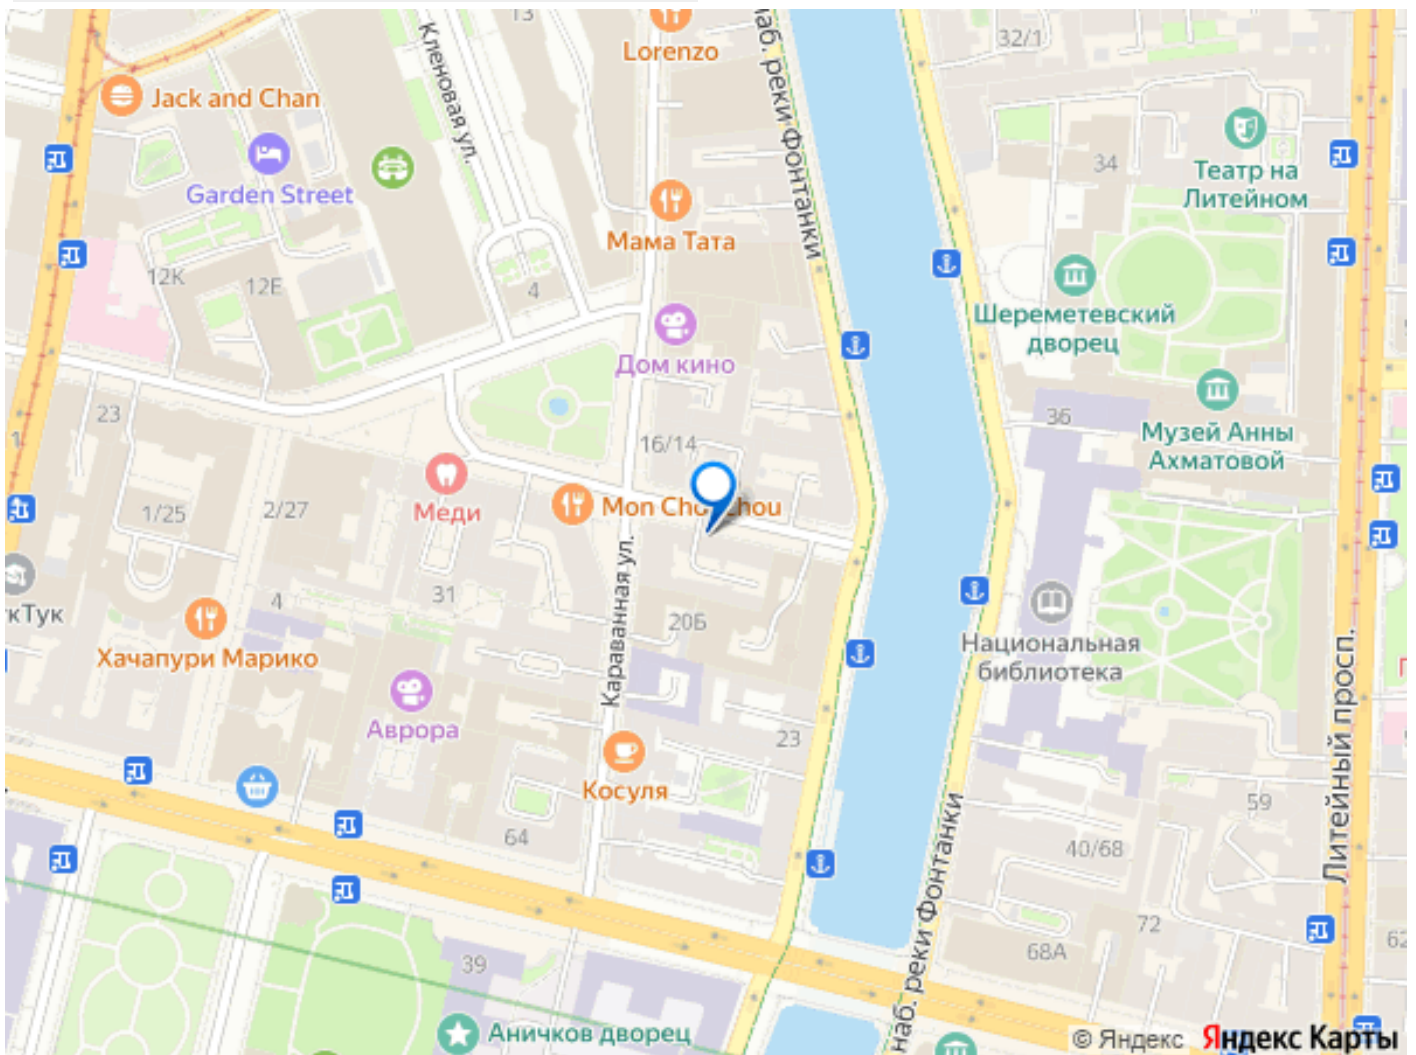 13
32/1
Lorenzo
Кленовая ул.
наб. реки Фонтанки
Jack and Chan
Театр на
Литейном
34
Garden Street
Мама Тата
12К
12Е
4
Шереметевский
дворец
Дом кино
23
36
Музей Анны
Ахматовой
1
16/14
Меди
Mon Chouchou
1/25
2/27
Караванная ул.
кТук
4
31
20Б
Национальная
библиотека
Хачапури Марико
Аврора
23
Косуля
Литейный просп.
59
64
40/68
наб. реки Фонтанки
72
68А
62
39
Аничков дворец
© Яндекс Яндекс Карты